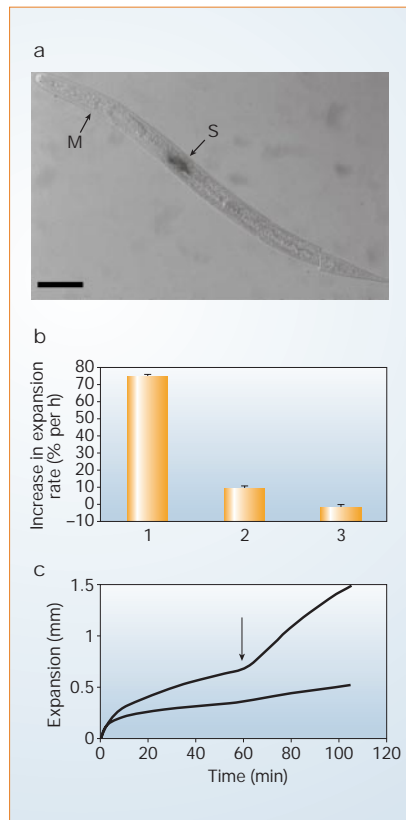 a
M
S
b
Increase in expansion
rate (% per h)
80
70
60
50
40
30
20
10
0
–10
1 2 3
c
Expansion (mm)
1.5
1
0.5
0
0 20 40 60 80 100 120
Time (min)